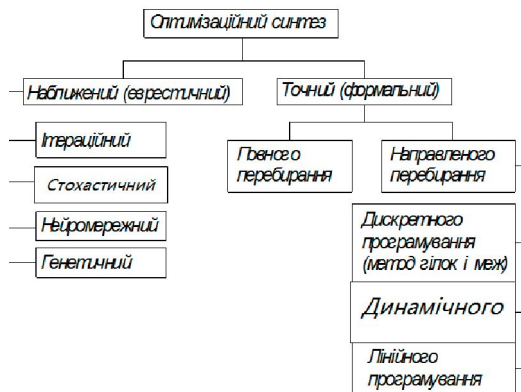 Оптимізаційний синтез
Наближений (еврестичний)
Точний (формальний)
Ітераційний
Стохастичний
Нейромережний
Генетичний
Повного
перебирання
Направленого
перебирання
Дискретного
програмування
(метод гілок і меж)
Динамічного
Лінійного
програмування